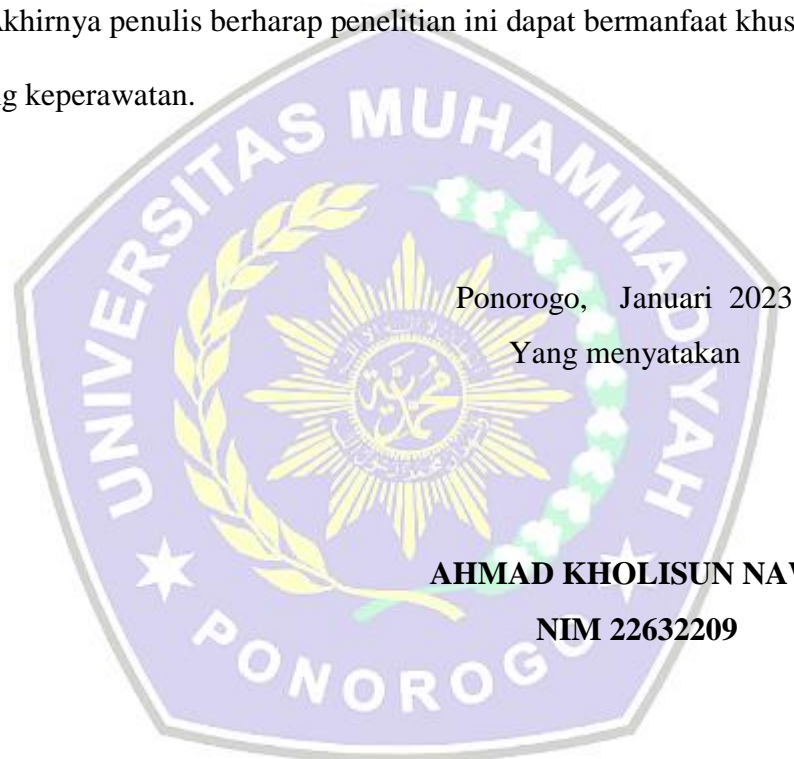 Akhirnya penulis berharap penelitian ini dapat bermanfaat khus
g keperawatan.
UNIVERSITAS MUHAMMADIYAH
Ponorogo, Januari 2023
Yang menyatakan
AHMAD KHOLISUN NAV
NIM 22632209
PONOROGO